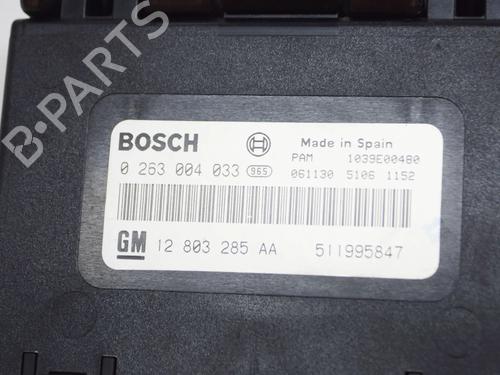 B-PARTS
BOSCH
Made in Spain
0 263 004 033 965
PAM 1039E00480
061130 5106 1152
GM 12 803 285 AA 511995847